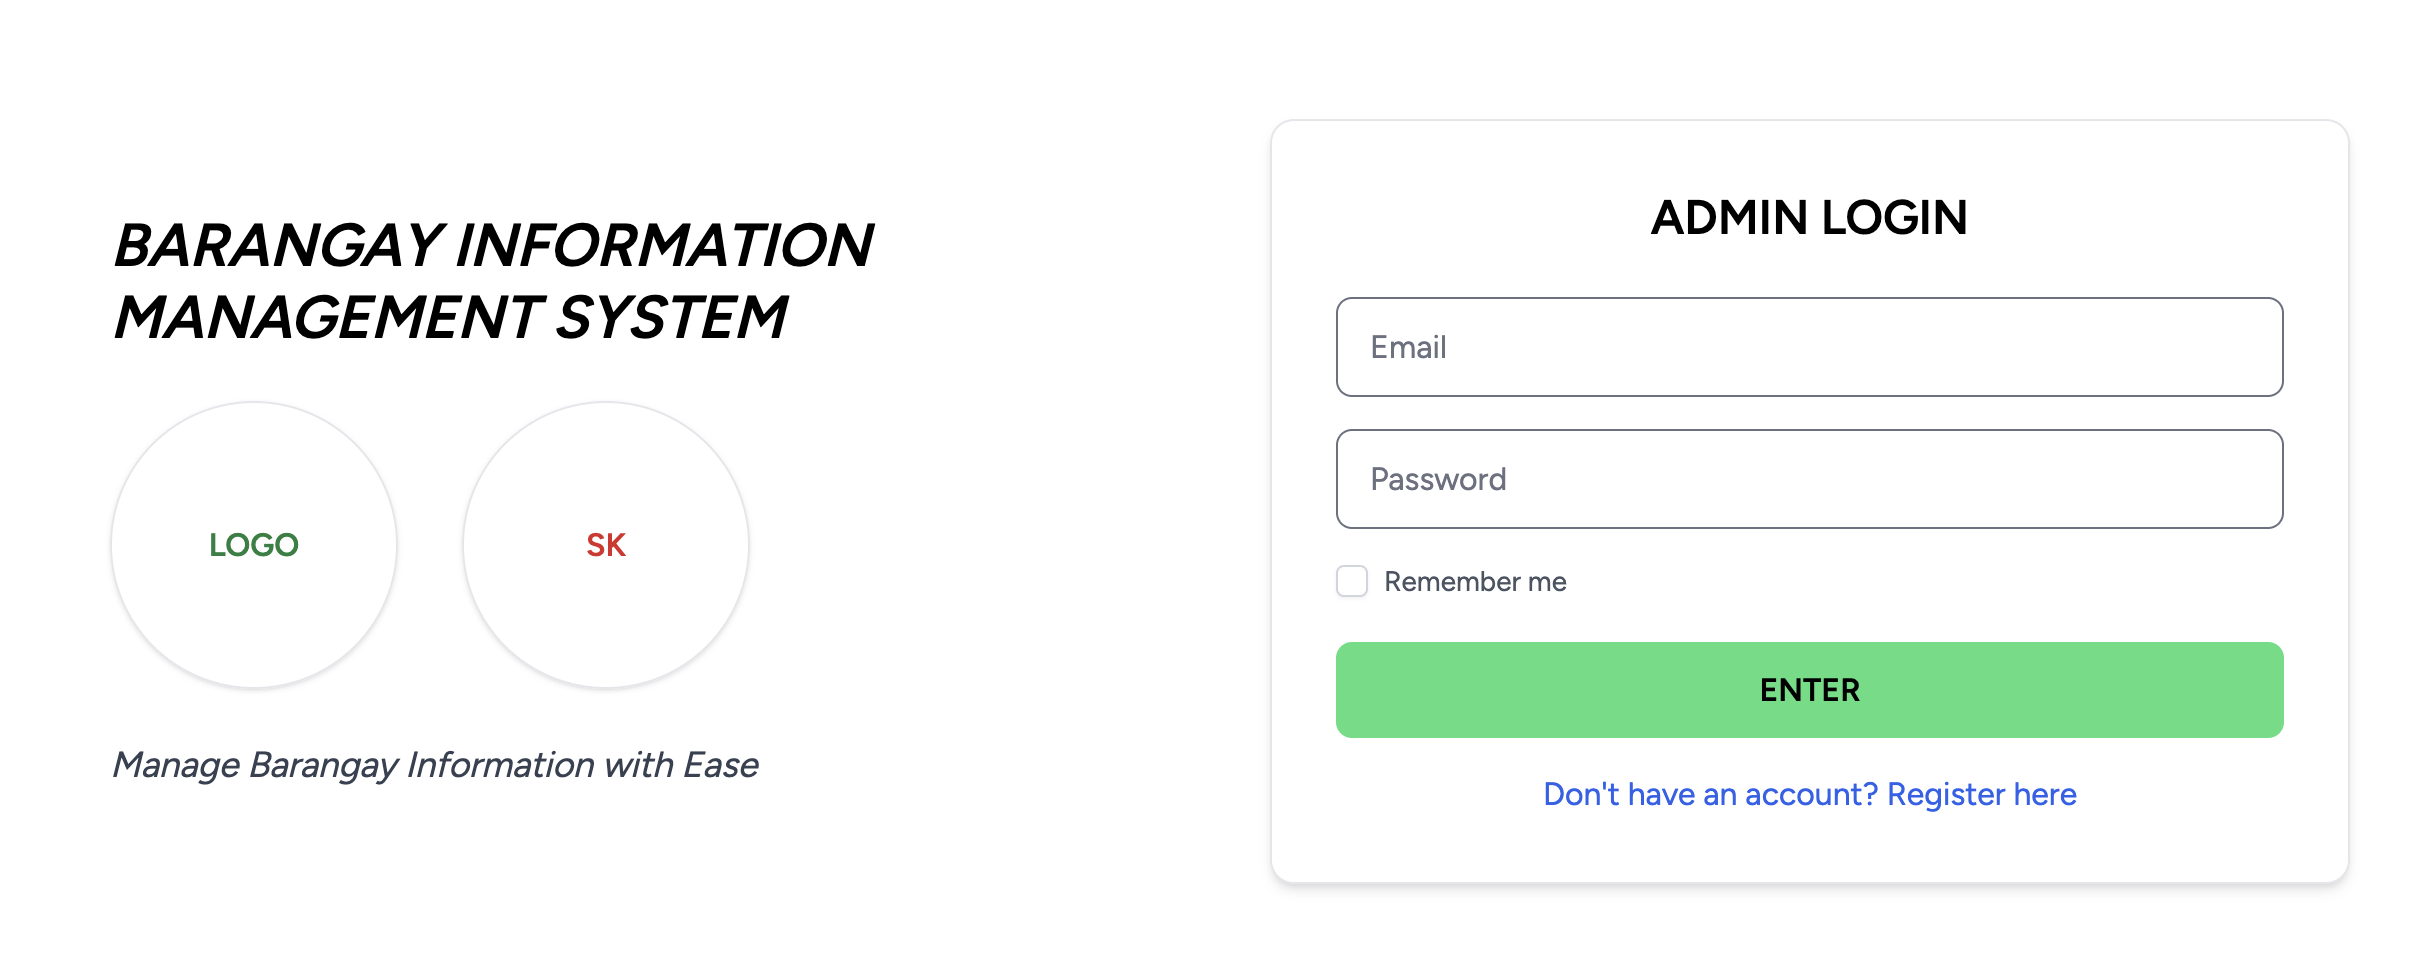 BARANGAY INFORMATION
MANAGEMENT SYSTEM
LOGO
SK
Manage Barangay Information with Ease
ADMIN LOGIN
Email
Password
Remember me
ENTER
Don't have an account? Register here